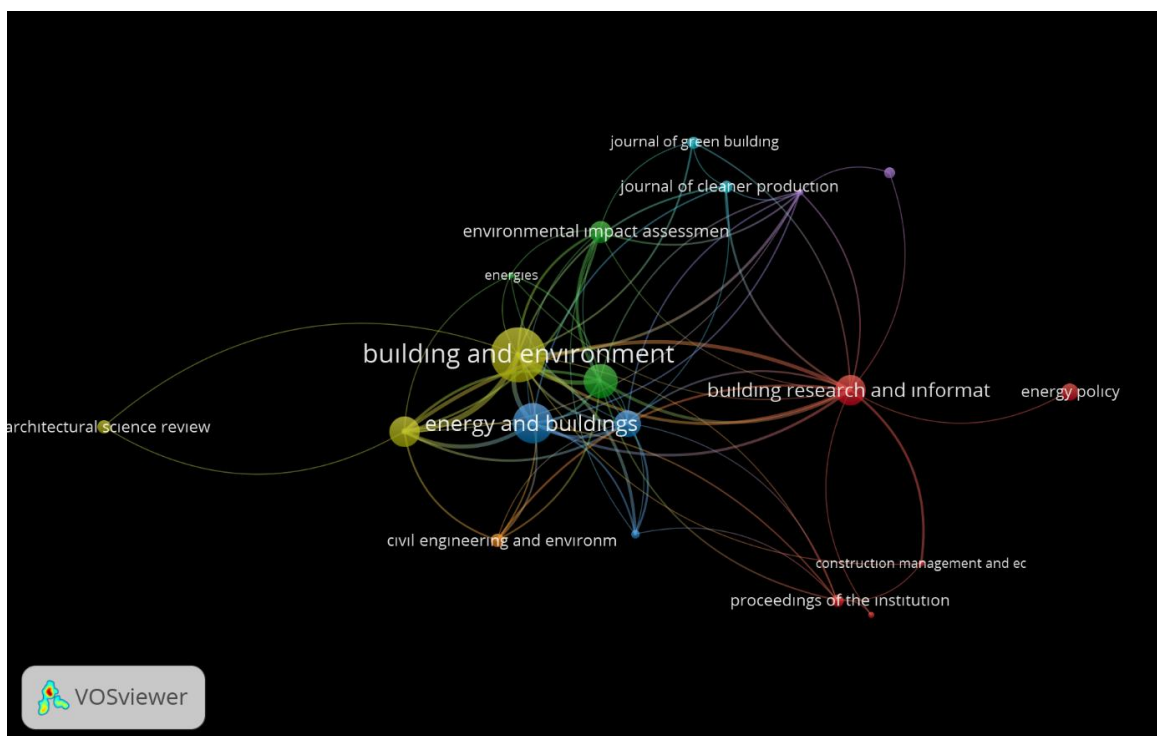 journal of green building
journal of cleaner production
environmental impact assessmen
energies
building and environment
building research and informat
energy policy
architectural science review
energy and buildings
civil engineering and environm
construction management and ec
proceedings of the institution
VOSviewer